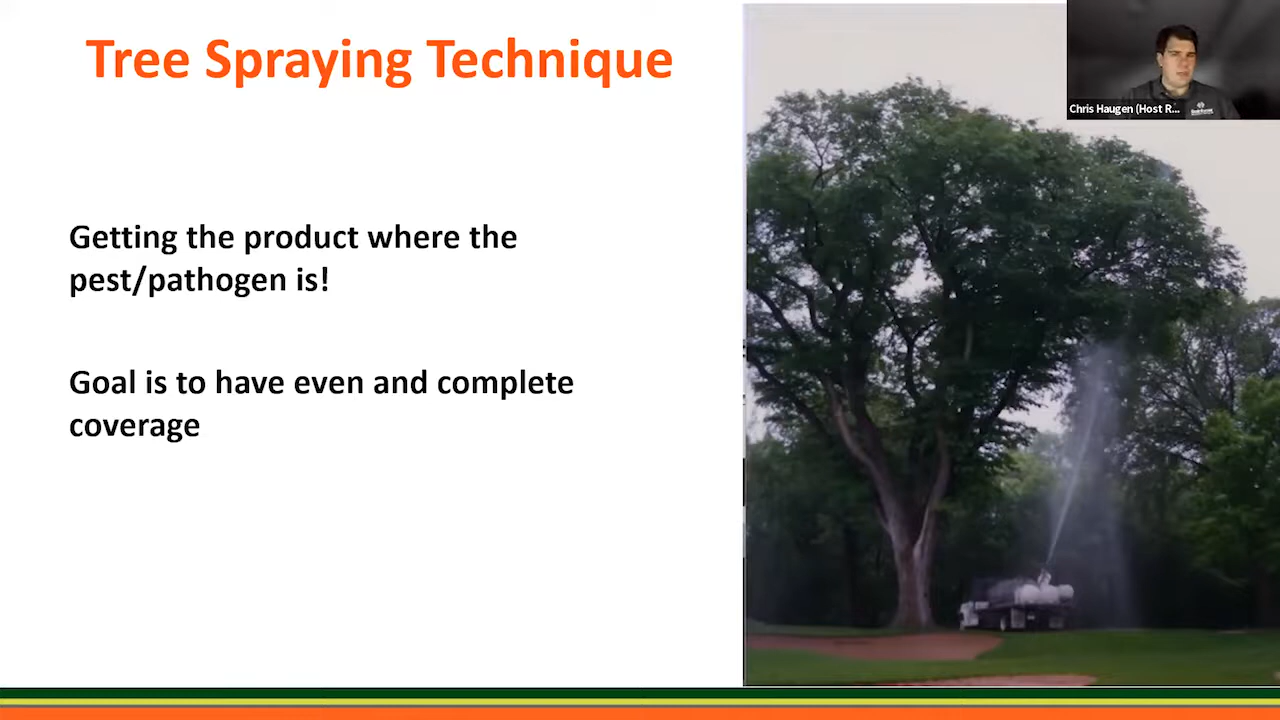 Tree Spraying Technique
Chris Haugen (Host R...
Getting the product where the
pest/pathogen is!
Goal is to have even and complete
coverage